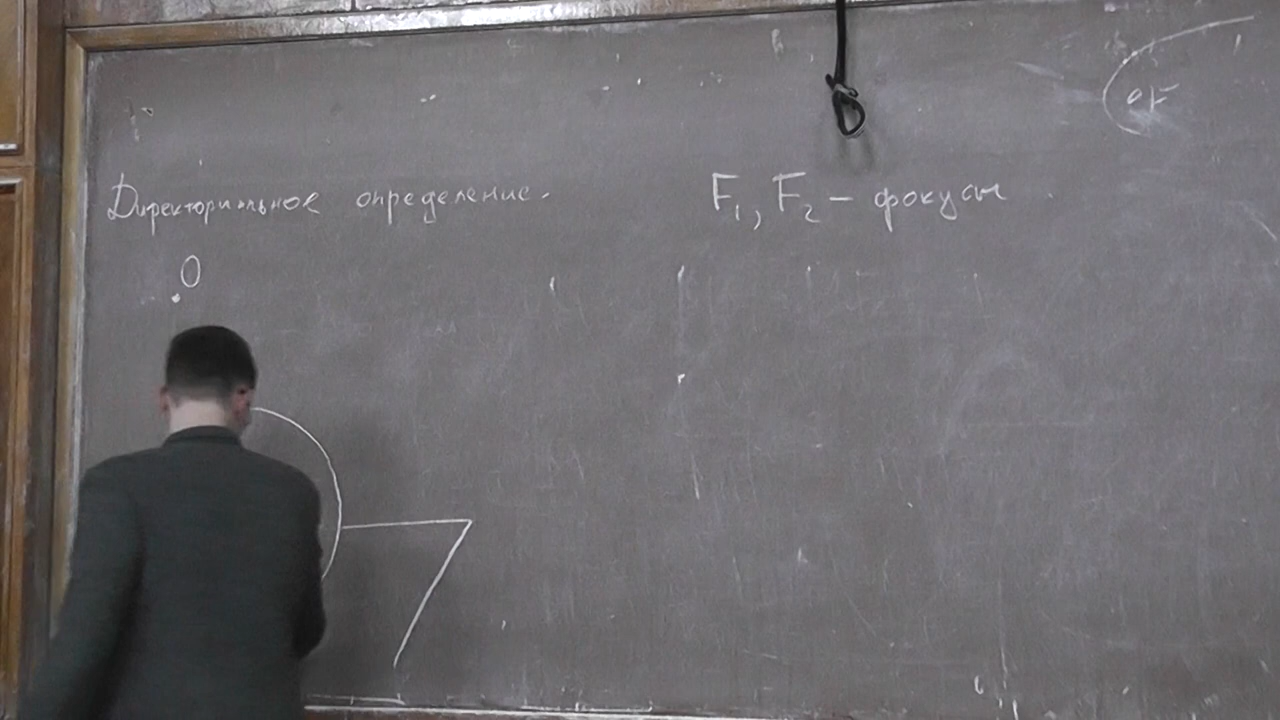 Директориальное определение.
F₁, F₂ – фокусы
F
O